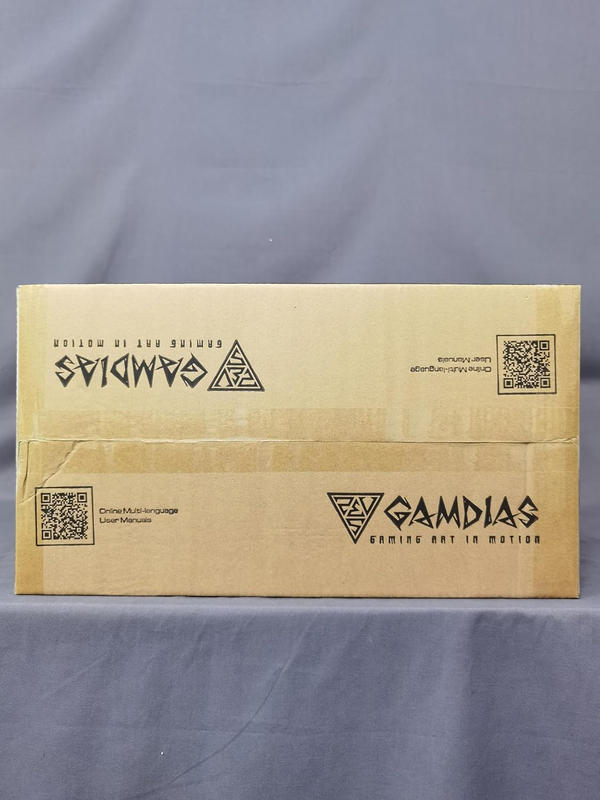 GAMING ART IN MOTION
GAMDIAS
Online Multi-language
User Manuals
Online Multi-language
User Manuals
GAMDIAS
GAMING ART IN MOTION